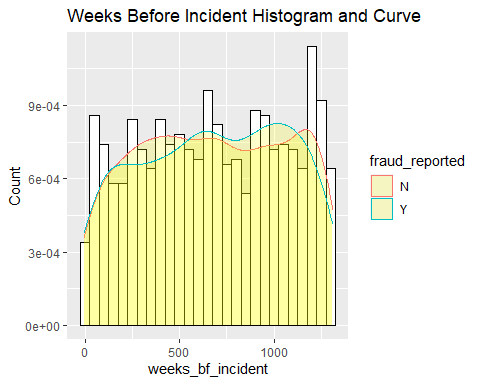 Weeks Before Incident Histogram and Curve
Count
9e-04
6e-04
3e-04
0e+00
0
500
1000
weeks_bf_incident
fraud_reported
N
Y